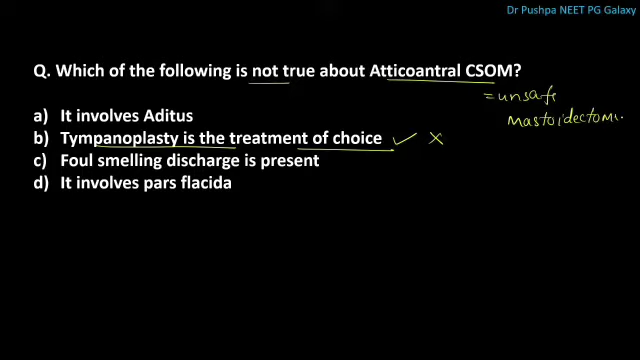 Dr Pushpa NEET PG Galaxy
Q. Which of the following is not true about Atticoantral CSOM?
= unsafe
mastoidectomy
a) It involves Aditus
b) Tympanoplasty is the treatment of choice ✓ ✗
c) Foul smelling discharge is present
d) It involves pars flacida